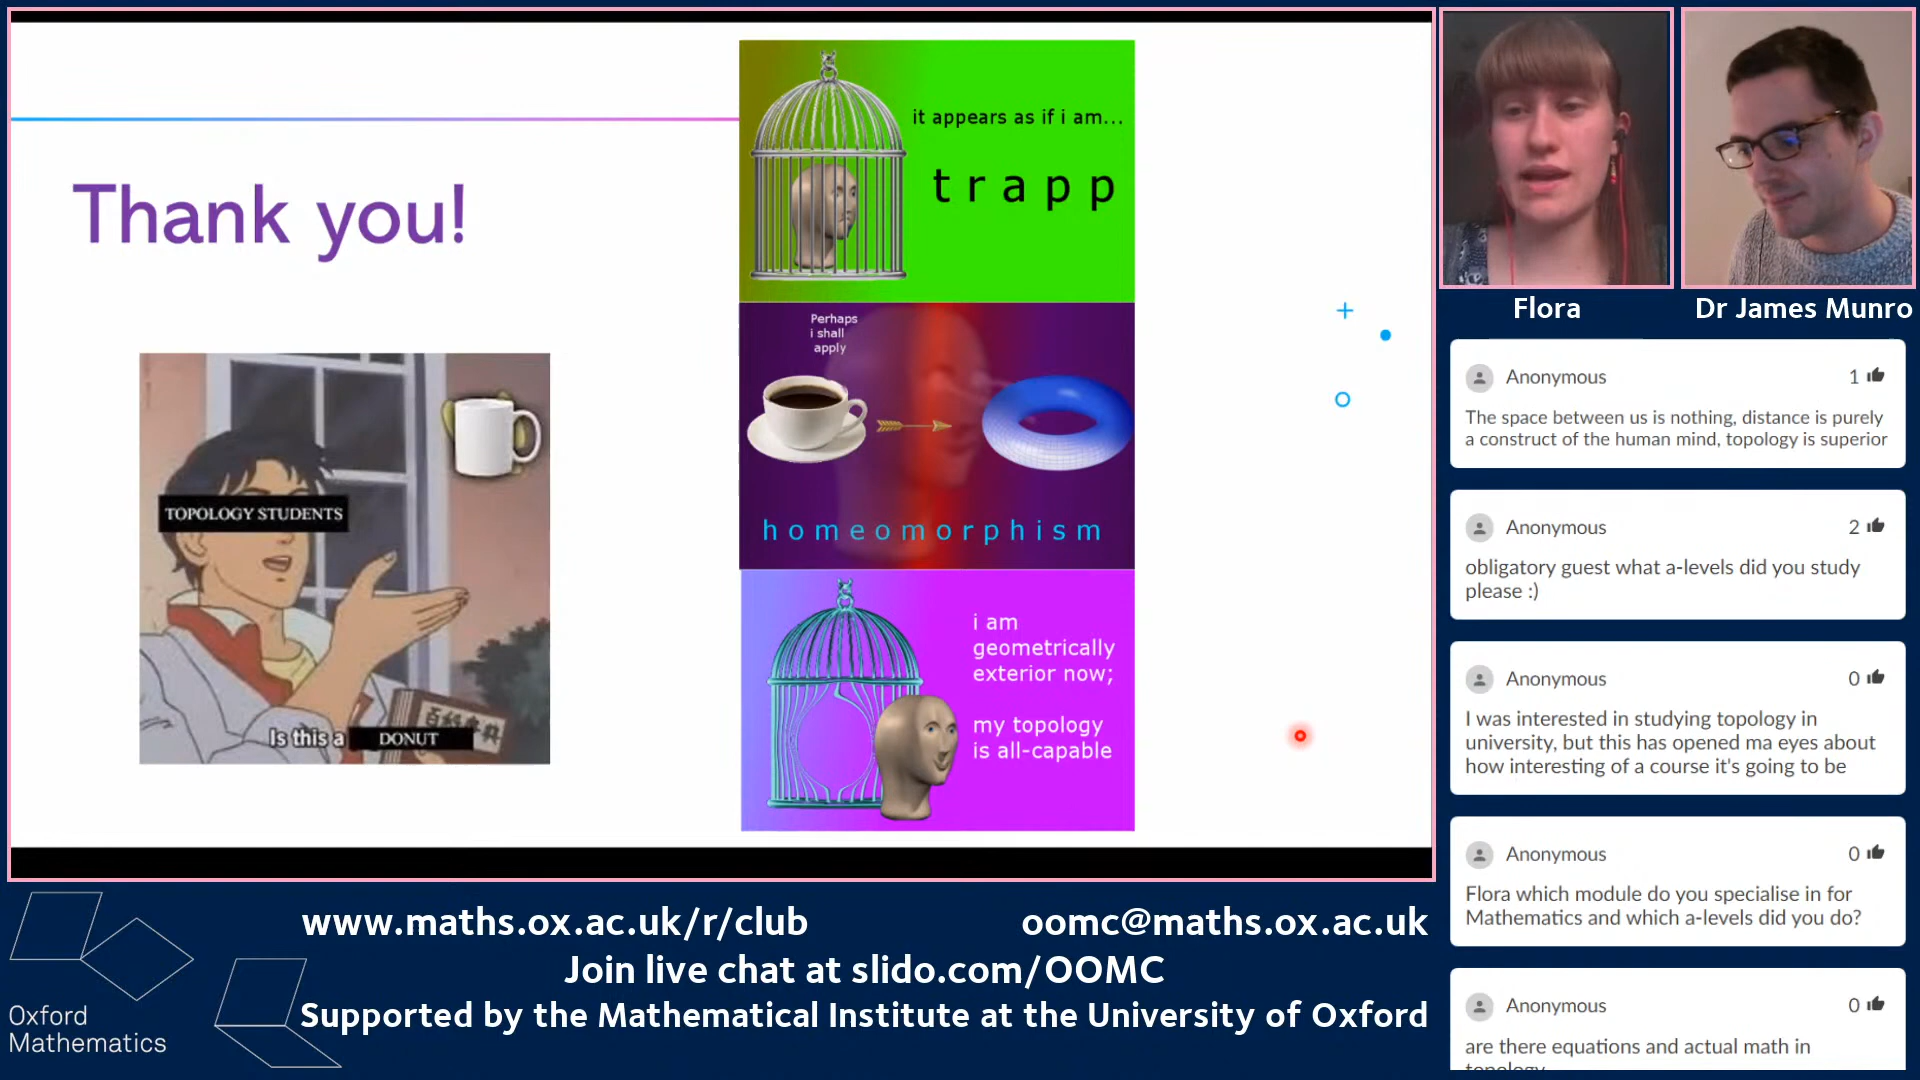 Thank you!
TOPOLOGY STUDENTS
Is this a DONUT
it appears as if i am...
trapp
Perhaps
i shall
apply
homeomorphism
i am
geometrically
exterior now;
my topology
is all-capable
Flora
Dr James Munro
Anonymous 1
The space between us is nothing, distance is purely
a construct of the human mind, topology is superior
Anonymous 2
obligatory guest what a-levels did you study
please :)
Anonymous 0
I was interested in studying topology in
university, but this has opened ma eyes about
how interesting of a course it's going to be
Anonymous 0
Flora which module do you specialise in for
Mathematics and which a-levels did you do?
Anonymous 0
are there equations and actual math in
topology
www.maths.ox.ac.uk/r/club
oomc@maths.ox.ac.uk
Join live chat at slido.com/OOMC
Supported by the Mathematical Institute at the University of Oxford
Oxford
Mathematics